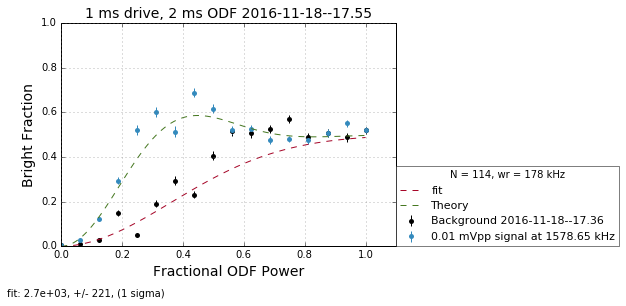 1 ms drive, 2 ms ODF 2016-11-18--17.55
1.0
0.8
0.6
0.4
0.2
0.0
Bright Fraction
0.0 0.2 0.4 0.6 0.8 1.0
Fractional ODF Power
N = 114, wr = 178 kHz
fit
Theory
Background 2016-11-18--17.36
0.01 mVpp signal at 1578.65 kHz
fit: 2.7e+03, +/- 221, (1 sigma)